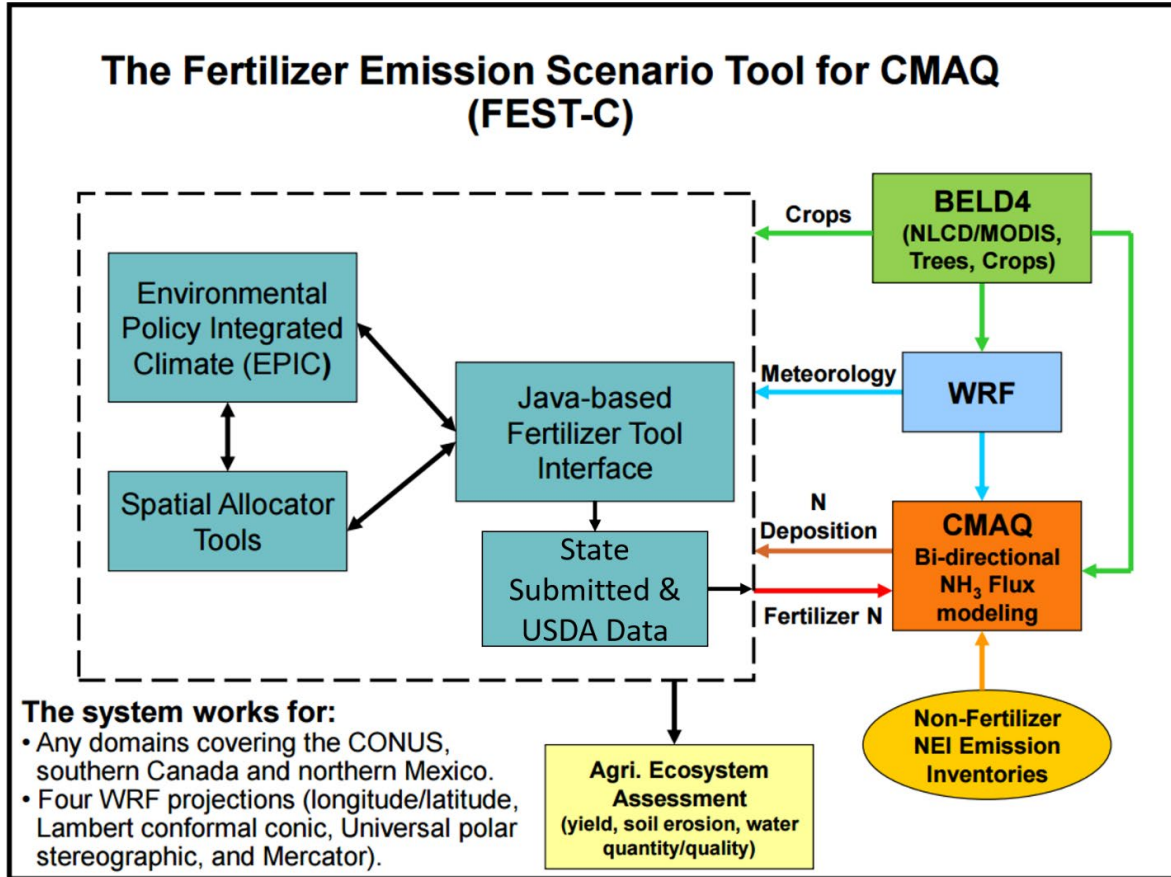 The Fertilizer Emission Scenario Tool for CMAQ
(FEST-C)
Environmental
Policy Integrated
Climate (EPIC)
Spatial Allocator
Tools
Java-based
Fertilizer Tool
Interface
State
Submitted &
USDA Data
Crops
Meteorology
N
Deposition
Fertilizer N
BELD4
(NLCD/MODIS,
Trees, Crops)
WRF
CMAQ
Bi-directional
NH₃ Flux
modeling
Non-Fertilizer
NEI Emission
Inventories
Agri. Ecosystem
Assessment
(yield, soil erosion, water
quantity/quality)
The system works for:
• Any domains covering the CONUS,
southern Canada and northern Mexico.
• Four WRF projections (longitude/latitude,
Lambert conformal conic, Universal polar
stereographic, and Mercator).